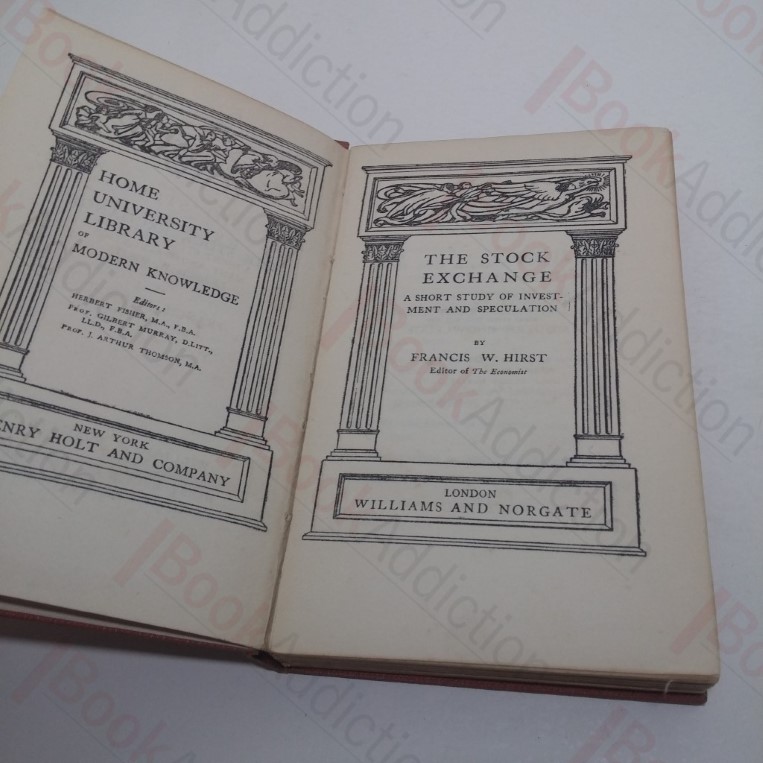 HOME
UNIVERSITY
LIBRARY
OF
MODERN KNOWLEDGE
Editors:
HERBERT FISHER, M.A., F.B.A.
PROF. GILBERT MURRAY, D.LITT.,
LL.D., F.B.A.
PROF. J. ARTHUR THOMSON, M.A.
NEW YORK
ENRY HOLT AND COMPANY
THE STOCK
EXCHANGE
A SHORT STUDY OF INVEST-
MENT AND SPECULATION
BY
FRANCIS W. HIRST
Editor of The Economist
LONDON
WILLIAMS AND NORGATE
BookAddiction